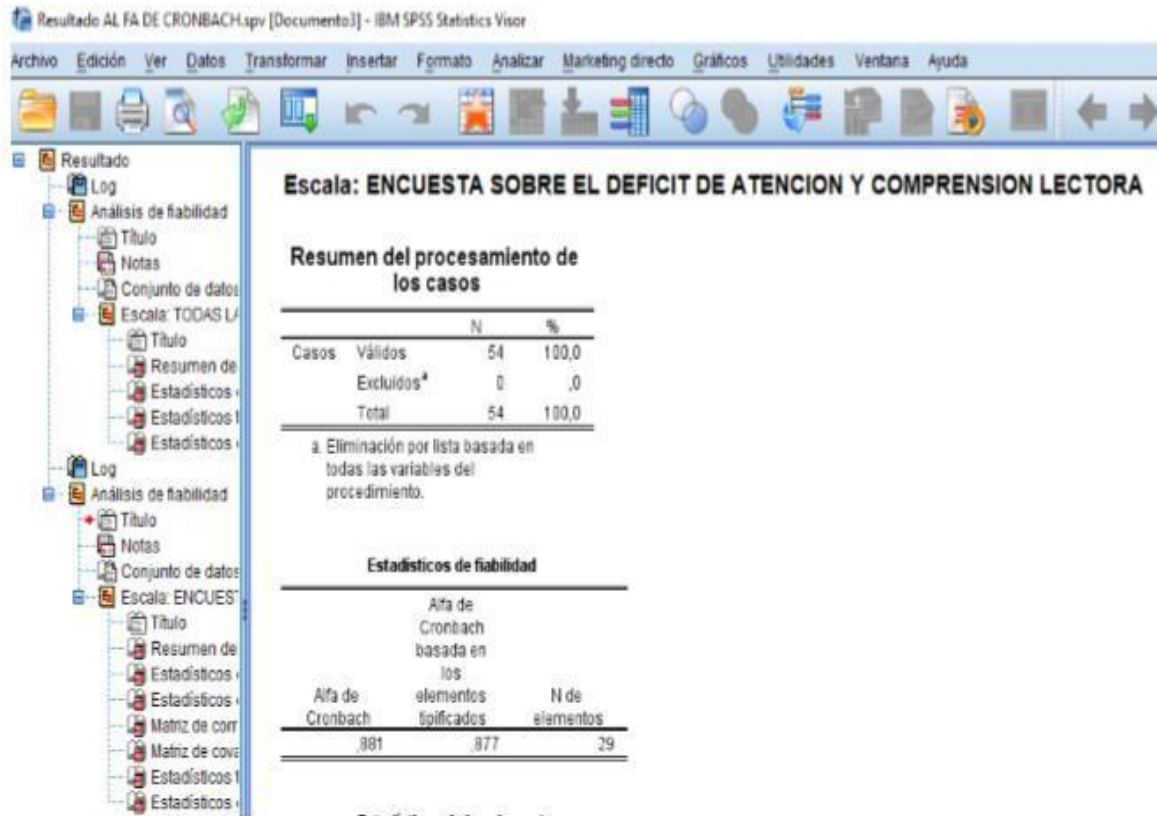 Resultado AL FA DE CRONBACH.spv [Documento3] - IBM SPSS Statistics Visor
Archivo Edición Ver Datos Transformar Insertar Formato Analizar Marketing directo Gráficos Utilidades Ventana Ayuda
Resultado
Log
Análisis de fiabilidad
Título
Notas
Conjunto de datos
Escala: TODAS LA
Título
Resumen de
Estadísticos
Estadísticos
Estadísticos
Log
Análisis de fiabilidad
Título
Notas
Conjunto de datos
Escala: ENCUES
Título
Resumen de
Estadísticos
Estadísticos
Matriz de corr
Matriz de cova
Estadísticos
Estadísticos
Escala: ENCUESTA SOBRE EL DEFICIT DE ATENCION Y COMPRENSION LECTORA
Resumen del procesamiento de
los casos
N %
Casos Válidos 54 100,0
Excluidosª 0 ,0
Total 54 100,0
a. Eliminación por lista basada en
todas las variables del
procedimiento.
Estadísticos de fiabilidad
Alfa de
Cronbach
basada en
los
Alfa de elementos N de
Cronbach tipificados elementos
,881 ,877 29